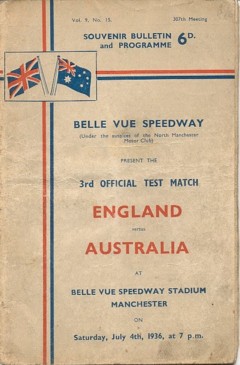 Vol. 9, No. 15. 307th Meeting
SOUVENIR BULLETIN 6D.
and PROGRAMME
BELLE VUE SPEEDWAY
(Under the auspices of the North Manchester
Motor Club)
PRESENT THE
3rd OFFICIAL TEST MATCH
ENGLAND
versus
AUSTRALIA
AT
BELLE VUE SPEEDWAY STADIUM
MANCHESTER
ON
Saturday, July 4th, 1936, at 7 p.m.